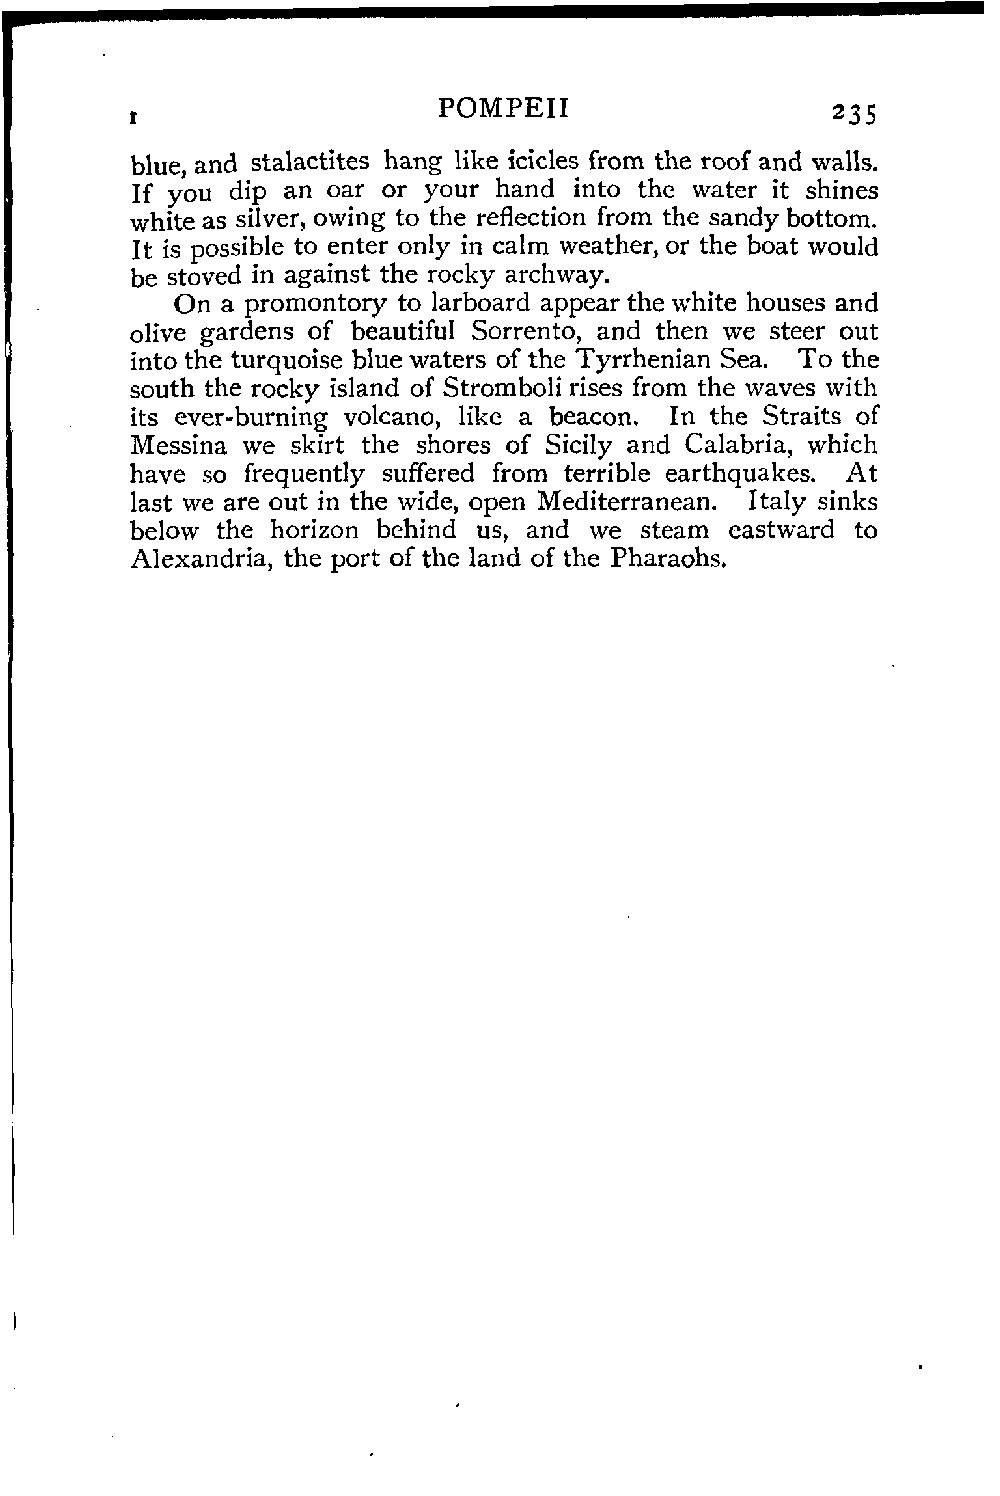 I POMPEII 235
blue, and stalactites hang like icicles from the roof and walls.
If you dip an oar or your hand into the water it shines
white as silver, owing to the reflection from the sandy bottom.
It is possible to enter only in calm weather, or the boat would
be stoved in against the rocky archway.
On a promontory to larboard appear the white houses and
olive gardens of beautiful Sorrento, and then we steer out
into the turquoise blue waters of the Tyrrhenian Sea. To the
south the rocky island of Stromboli rises from the waves with
its ever-burning volcano, like a beacon. In the Straits of
Messina we skirt the shores of Sicily and Calabria, which
have so frequently suffered from terrible earthquakes. At
last we are out in the wide, open Mediterranean. Italy sinks
below the horizon behind us, and we steam eastward to
Alexandria, the port of the land of the Pharaohs.